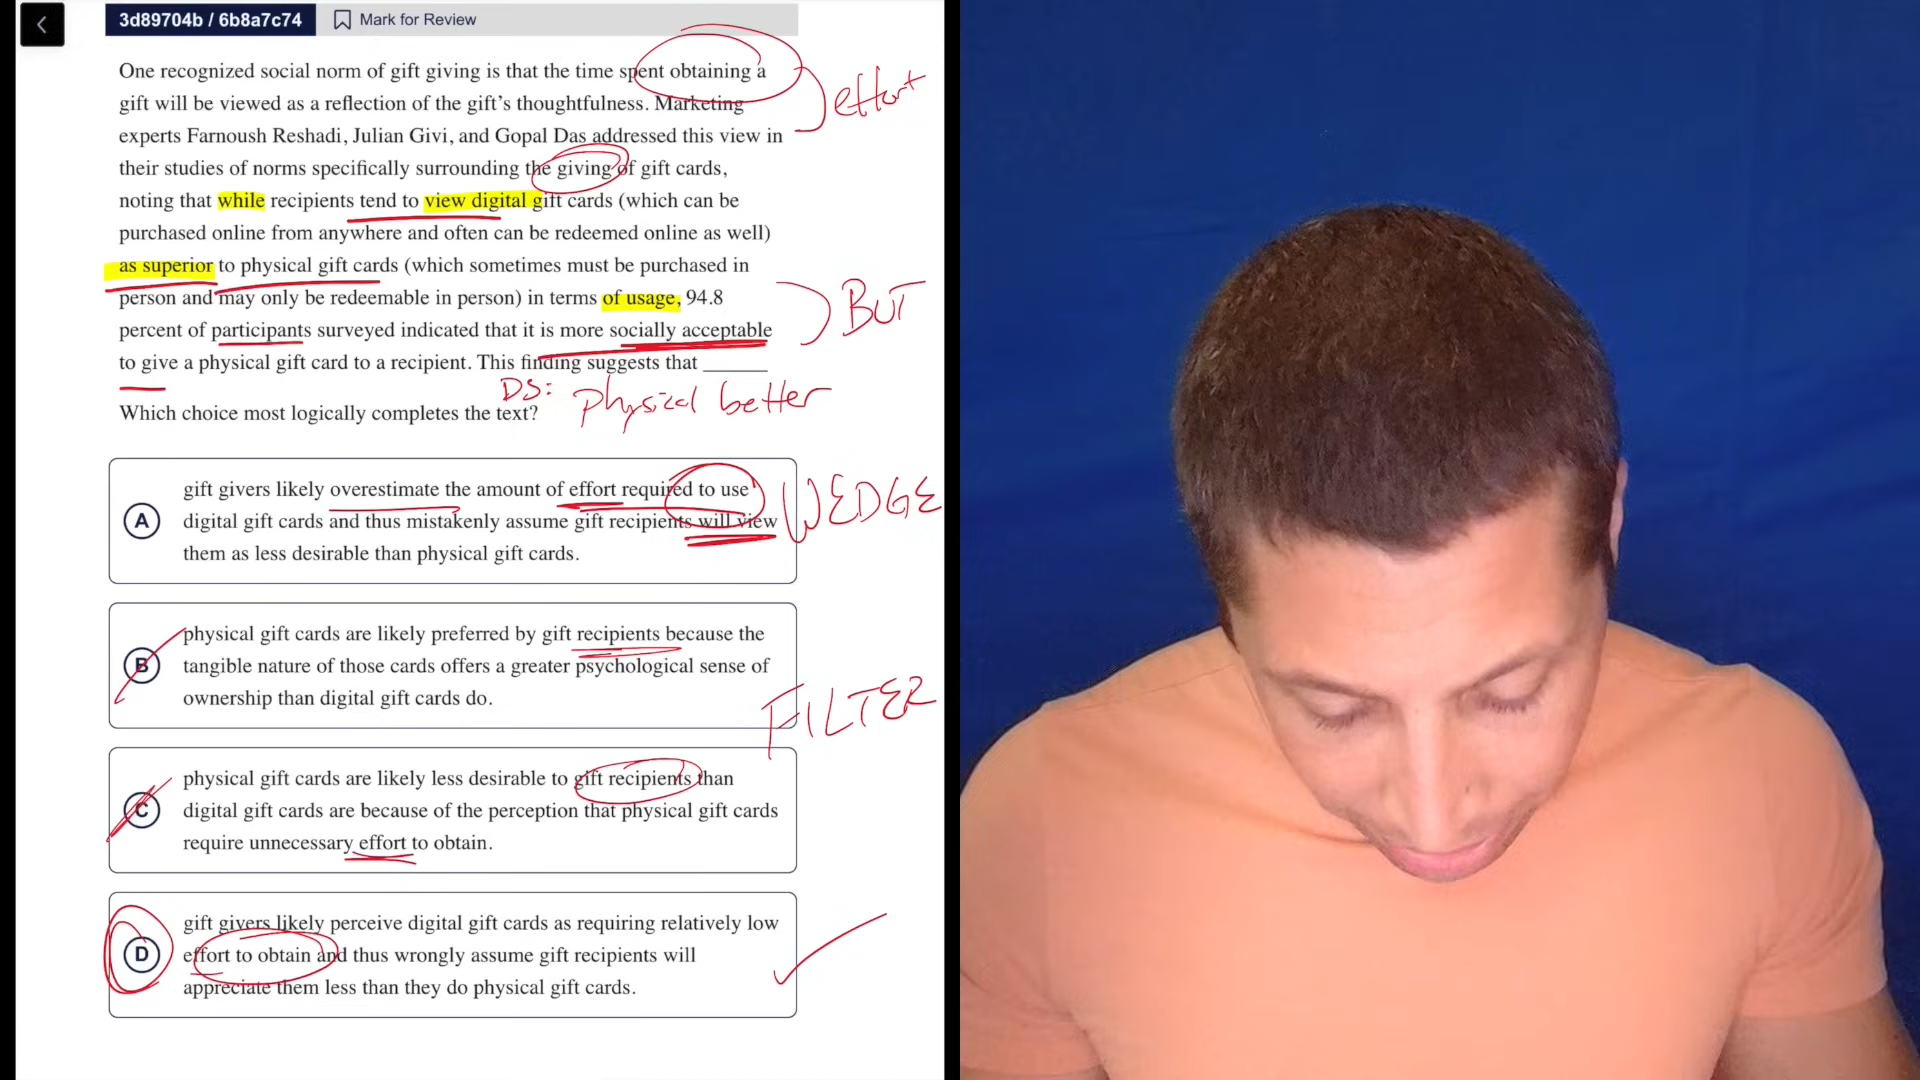 3d89704b / 6b8a7c74 Mark for Review
One recognized social norm of gift giving is that the time spent obtaining a
gift will be viewed as a reflection of the gift's thoughtfulness. Marketing
effort
experts Farnoush Reshadi, Julian Givi, and Gopal Das addressed this view in
their studies of norms specifically surrounding the giving of gift cards,
noting that while recipients tend to view digital gift cards (which can be
purchased online from anywhere and often can be redeemed online as well)
as superior to physical gift cards (which sometimes must be purchased in
person and may only be redeemable in person) in terms of usage, 94.8
BUT
percent of participants surveyed indicated that it is more socially acceptable
to give a physical gift card to a recipient. This finding suggests that ______
DS: physical better
Which choice most logically completes the text?
A
gift givers likely overestimate the amount of effort required to use
digital gift cards and thus mistakenly assume gift recipients will view
them as less desirable than physical gift cards.
WEDGE
B
physical gift cards are likely preferred by gift recipients because the
tangible nature of those cards offers a greater psychological sense of
ownership than digital gift cards do.
FILTER
C
physical gift cards are likely less desirable to gift recipients than
digital gift cards are because of the perception that physical gift cards
require unnecessary effort to obtain.
D
gift givers likely perceive digital gift cards as requiring relatively low
effort to obtain and thus wrongly assume gift recipients will
appreciate them less than they do physical gift cards.